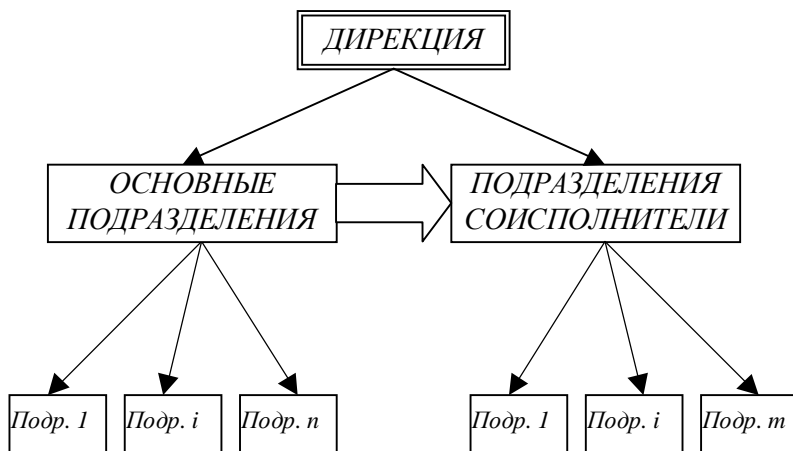 ДИРЕКЦИЯ
ОСНОВНЫЕ
ПОДРАЗДЕЛЕНИЯ
ПОДРАЗДЕЛЕНИЯ
СОИСПОЛНИТЕЛИ
Подр. 1
Подр. i
Подр. n
Подр. 1
Подр. i
Подр. m